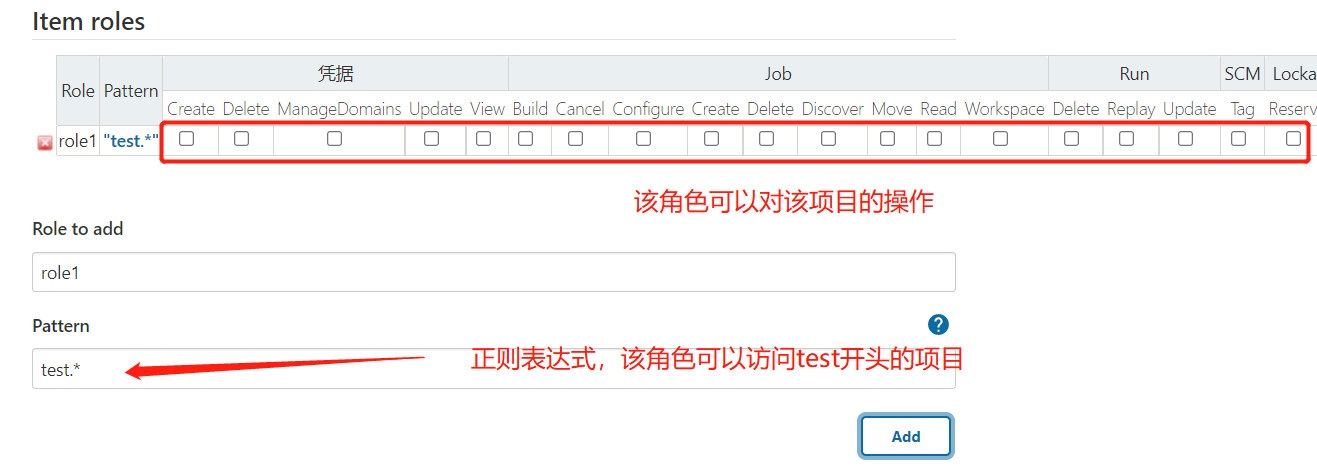 Item roles
Role Pattern 凭据 Job Run SCM Locka
Create Delete ManageDomains Update View Build Cancel Configure Create Delete Discover Move Read Workspace Delete Replay Update Tag Reserv
role1 "test.*"
该角色可以对该项目的操作
Role to add
role1
Pattern ?
test.*
正则表达式，该角色可以访问test开头的项目
Add